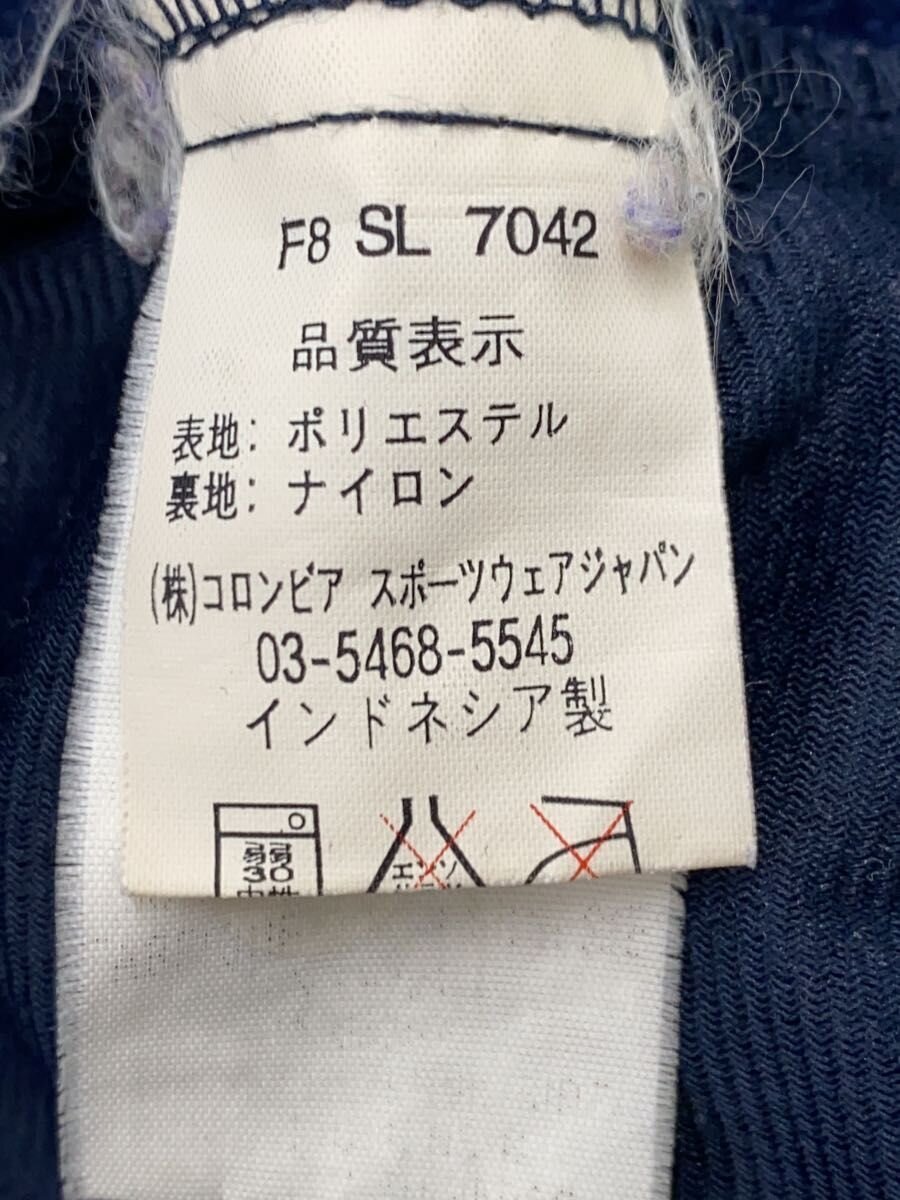 F8 SL 7042
品質表示
表地: ポリエステル
裏地: ナイロン
(株)コロンビア スポーツウェアジャパン
03-5468-5545
インドネシア製
弱
30